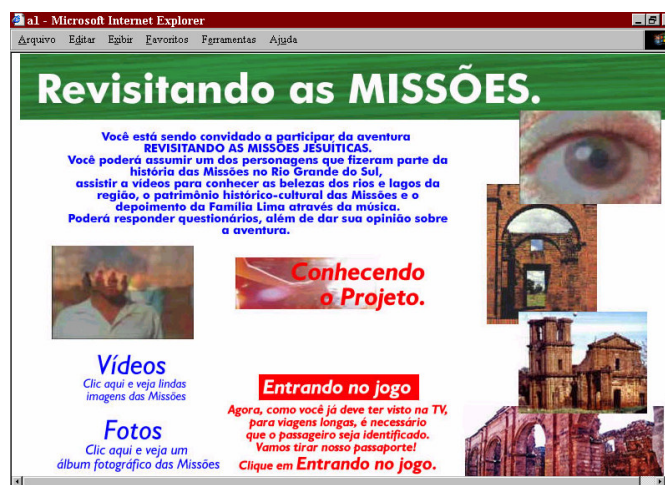 a1 - Microsoft Internet Explorer
Arquivo Editar Exibir Favoritos Ferramentas Ajuda
Revisitando as MISSÕES.
Você está sendo convidado a participar da aventura
REVISITANDO AS MISSÕES JESUÍTICAS.
Você poderá assumir um dos personagens que fizeram parte da
história das Missões no Rio Grande do Sul,
assistir a vídeos para conhecer as belezas dos rios e lagos da
região, o patrimônio histórico-cultural das Missões e o
depoimento da Família Lima através da música.
Poderá responder questionários, além de dar sua opinião sobre
a aventura.
Conhecendo
o Projeto.
Vídeos
Clic aqui e veja lindas
imagens das Missões
Fotos
Clic aqui e veja um
álbum fotográfico das Missões
Entrando no jogo
Agora, como você já deve ter visto na TV,
para viagens longas, é necessário
que o passageiro seja identificado.
Vamos tirar nosso passaporte!
Clique em Entrando no jogo.